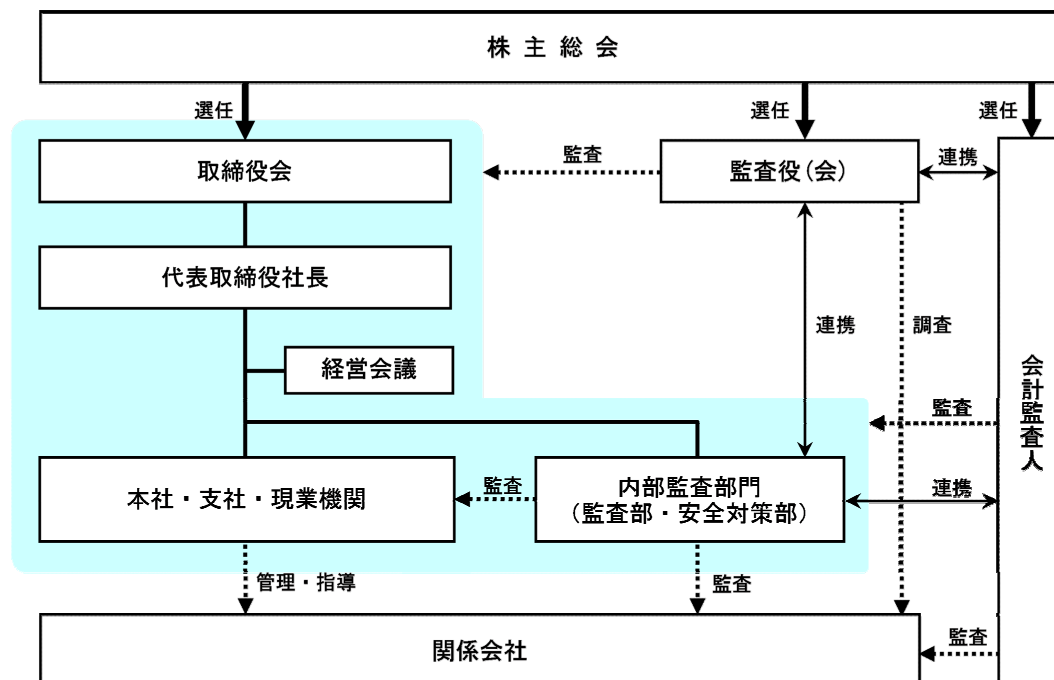 株主総会
選任
選任
選任
取締役会
監査
監査役(会)
連携
代表取締役社長
連携
調査
経営会議
会計監査人
監査
本社・支社・現業機関
監査
内部監査部門
(監査部・安全対策部)
連携
管理・指導
監査
関係会社
監査